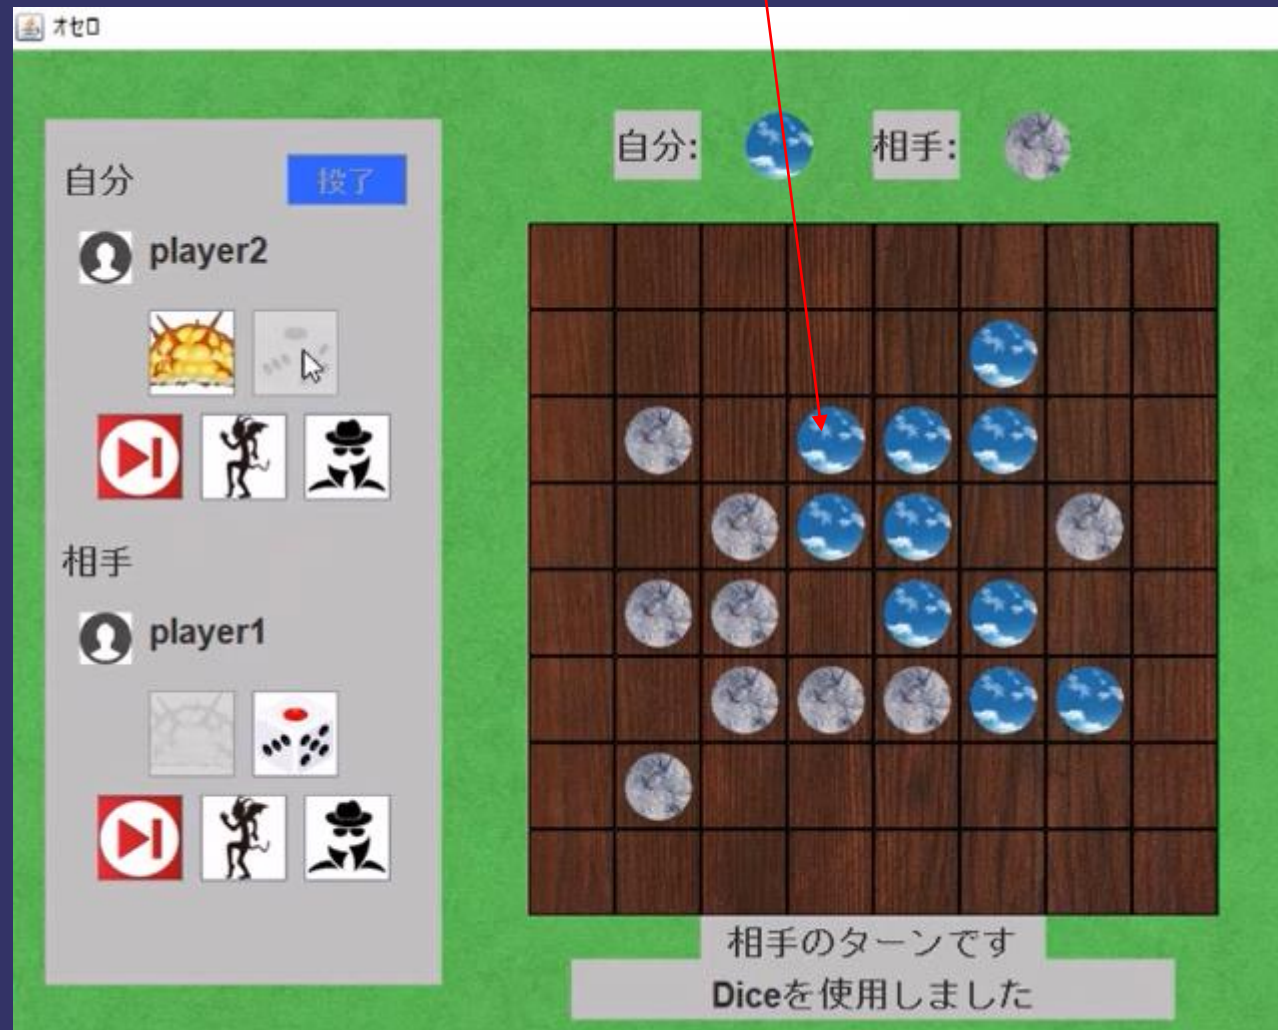 オセロ
自分: 相手:
自分 投了
player2
相手
player1
相手のターンです
Diceを使用しました